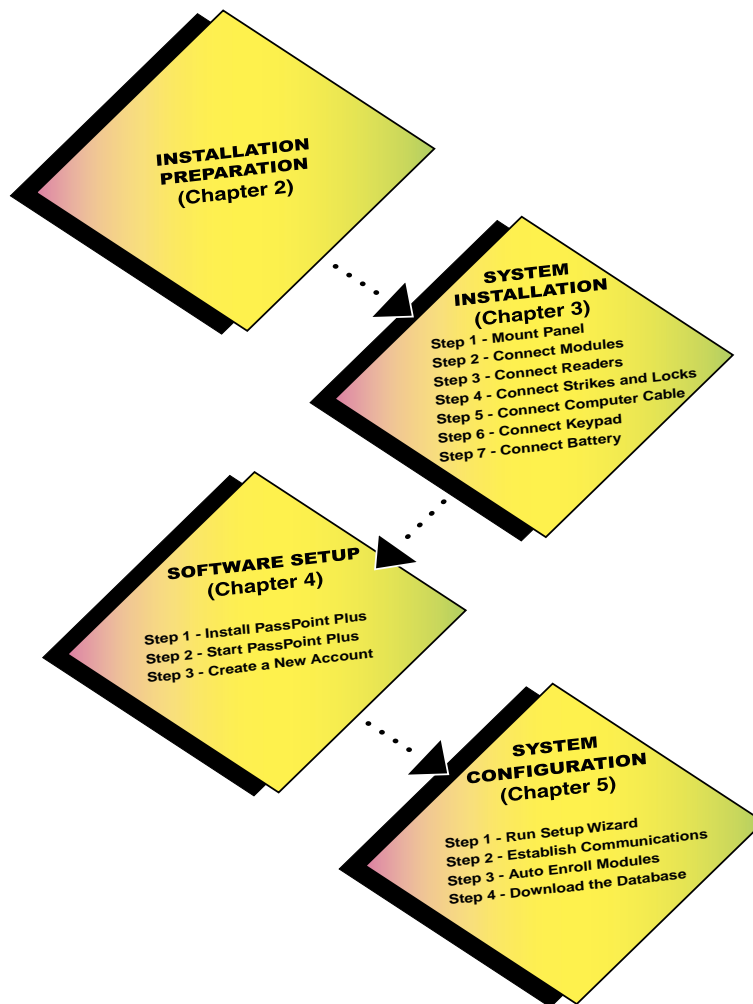 INSTALLATION
PREPARATION
(Chapter 2)
SYSTEM
INSTALLATION
(Chapter 3)
Step 1 - Mount Panel
Step 2 - Connect Modules
Step 3 - Connect Readers
Step 4 - Connect Strikes and Locks
Step 5 - Connect Computer Cable
Step 6 - Connect Keypad
Step 7 - Connect Battery
SOFTWARE SETUP
(Chapter 4)
Step 1 - Install PassPoint Plus
Step 2 - Start PassPoint Plus
Step 3 - Create a New Account
SYSTEM
CONFIGURATION
(Chapter 5)
Step 1 - Run Setup Wizard
Step 2 - Establish Communications
Step 3 - Auto Enroll Modules
Step 4 - Download the Database